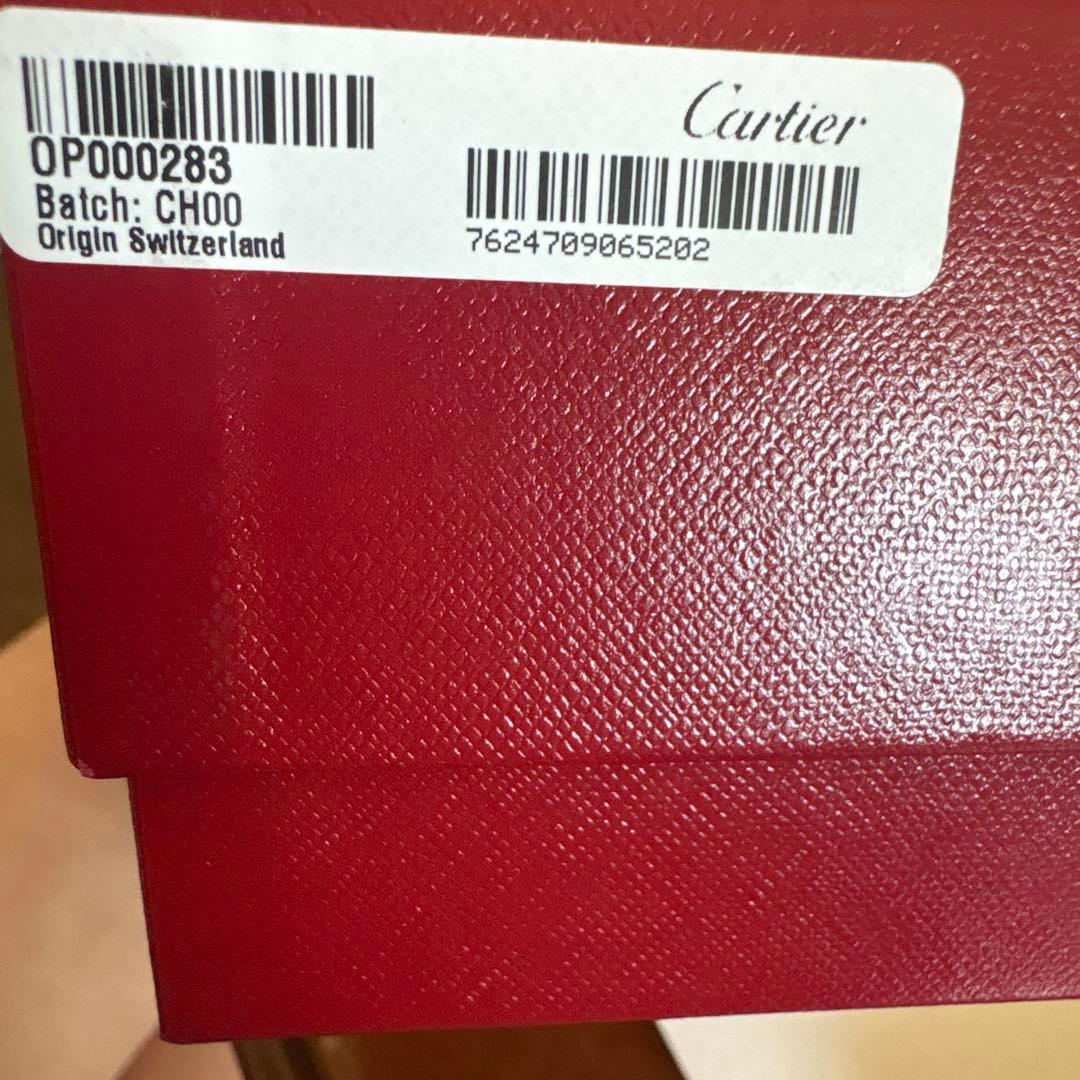 OP000283
Batch: CH00
Origin Switzerland
Cartier
7624709065202